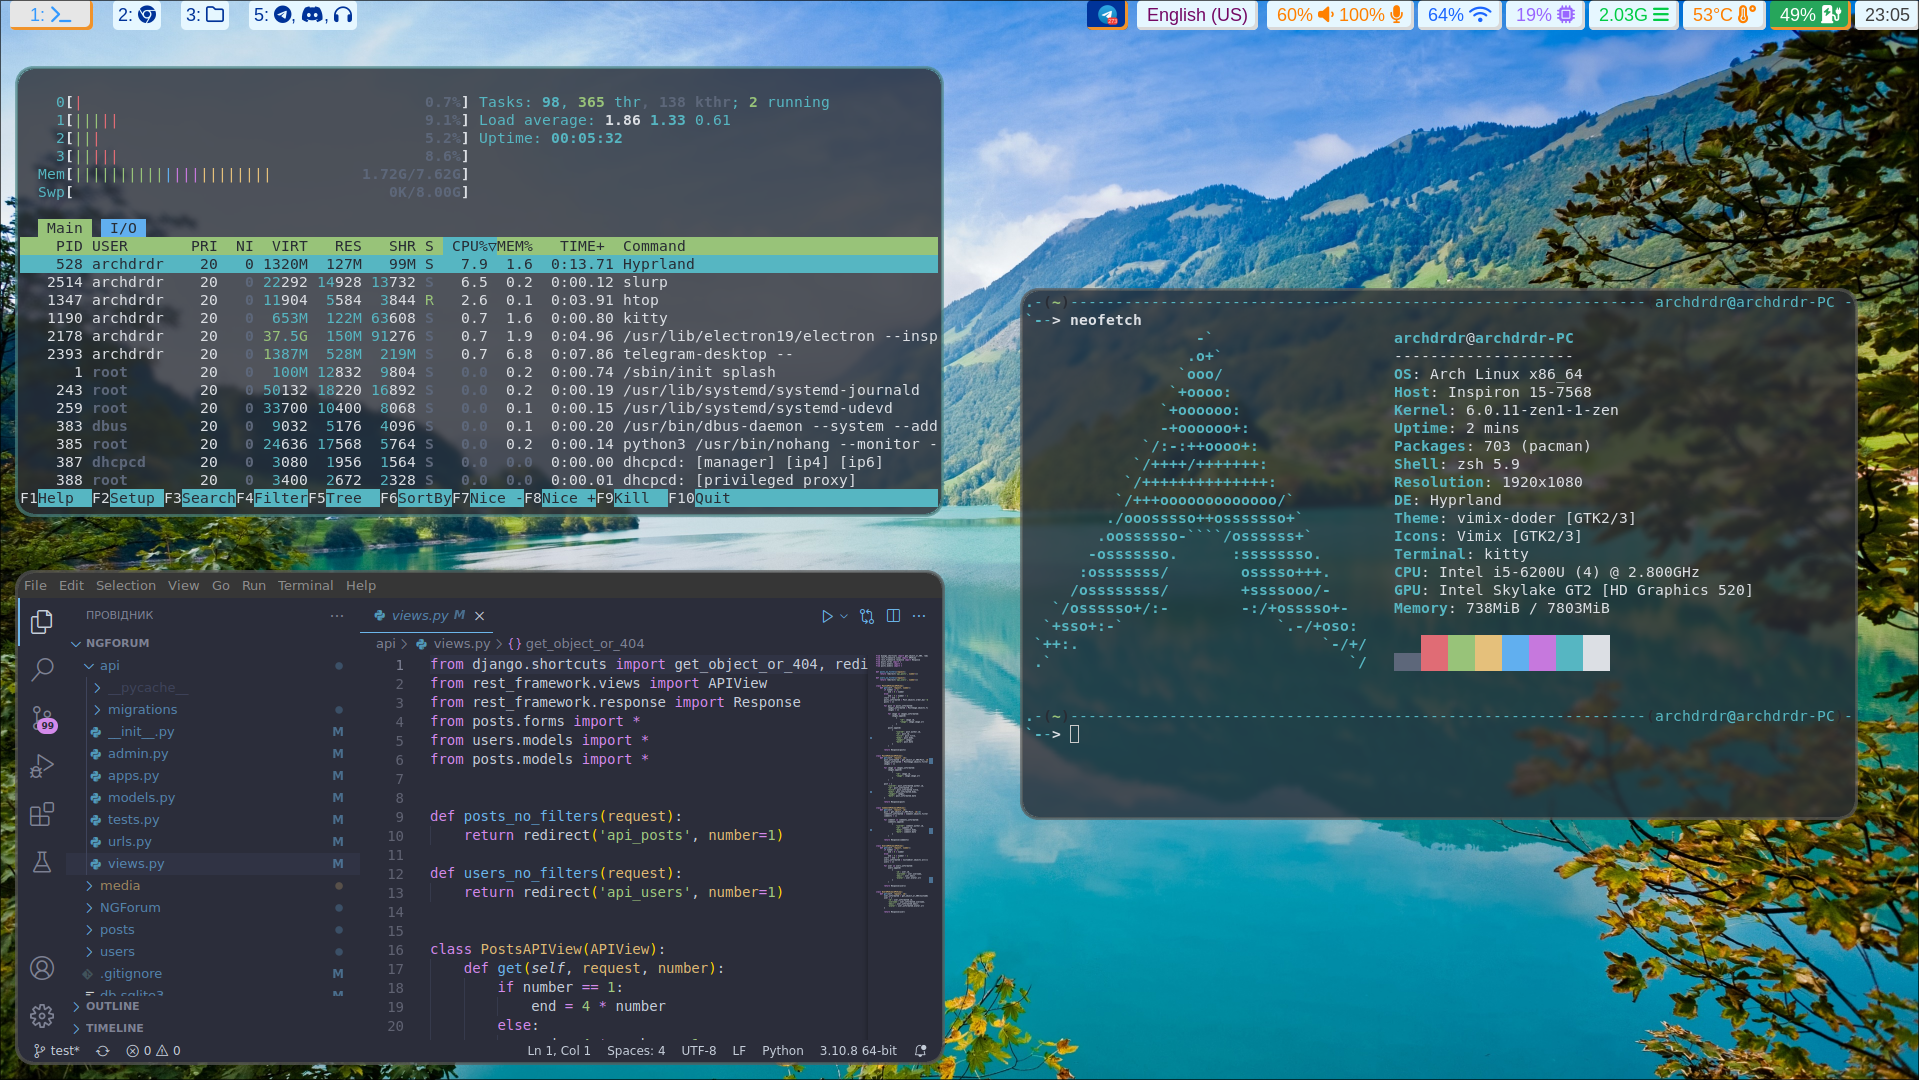 1:
2:
3:
5: , ,
English (US)
60% 100%
64%
19%
2.03G
53°C
49%
23:05
0[| 0.7%] Tasks: 98, 365 thr, 138 kthr; 2 running
1[||||| 9.1%] Load average: 1.86 1.33 0.61
2[||| 5.2%] Uptime: 00:05:32
3[||||| 8.6%]
Mem[|||||||||||||||||||||| 1.72G/7.62G]
Swp[ 0K/8.00G]
Main I/O
PID USER PRI NI VIRT RES SHR S CPU%▽MEM% TIME+ Command
528 archdrdr 20 0 1320M 127M 99M S 7.9 1.6 0:13.71 Hyprland
2514 archdrdr 20 0 22292 14928 13732 S 6.5 0.2 0:00.12 slurp
1347 archdrdr 20 0 11904 5584 3844 R 2.6 0.1 0:03.91 htop
1190 archdrdr 20 0 653M 122M 63608 S 0.7 1.6 0:00.80 kitty
2178 archdrdr 20 0 37.5G 150M 91276 S 0.7 1.9 0:04.96 /usr/lib/electron19/electron --insp
2393 archdrdr 20 0 1387M 528M 219M S 0.7 6.8 0:07.86 telegram-desktop --
1 root 20 0 100M 12832 9804 S 0.0 0.2 0:00.74 /sbin/init splash
243 root 20 0 50132 18220 16892 S 0.0 0.2 0:00.19 /usr/lib/systemd/systemd-journald
259 root 20 0 33700 10400 8068 S 0.0 0.1 0:00.15 /usr/lib/systemd/systemd-udevd
383 dbus 20 0 9032 5176 4096 S 0.0 0.1 0:00.20 /usr/bin/dbus-daemon --system --add
385 root 20 0 24636 17568 5764 S 0.0 0.2 0:00.14 python3 /usr/bin/nohang --monitor -
387 dhcpcd 20 0 3080 1956 1564 S 0.0 0.0 0:00.00 dhcpcd: [manager] [ip4] [ip6]
388 root 20 0 3400 2672 2328 S 0.0 0.0 0:00.01 dhcpcd: [privileged proxy]
F1Help F2Setup F3SearchF4FilterF5Tree F6SortByF7Nice -F8Nice +F9Kill F10Quit
.-(~)---------------------------------------------------------------- archdrdr@archdrdr-PC -
`--> neofetch
-` archdrdr@archdrdr-PC
.o+` --------------------
`ooo/ OS: Arch Linux x86_64
`+oooo: Host: Inspiron 15-7568
`+oooooo: Kernel: 6.0.11-zen1-1-zen
-+oooooo+: Uptime: 2 mins
`/:-:++oooo+: Packages: 703 (pacman)
`/++++/+++++++: Shell: zsh 5.9
`/++++++++++++++: Resolution: 1920x1080
`/+++ooooooooooooo/` DE: Hyprland
./ooosssso++osssssso+` Theme: vimix-doder [GTK2/3]
.oossssso-````/ossssss+` Icons: Vimix [GTK2/3]
-osssssso. :ssssssso. Terminal: kitty
:osssssss/ osssso+++. CPU: Intel i5-6200U (4) @ 2.800GHz
/ossssssss/ +ssssooo/- GPU: Intel Skylake GT2 [HD Graphics 520]
`/ossssso+/:- -:/+osssso+- Memory: 738MiB / 7803MiB
`+sso+:-` `.-/+oso:
`++:. `-/+/
.` `/
.-(~)---------------------------------------------------------------- archdrdr@archdrdr-PC -
`-->
File Edit Selection View Go Run Terminal Help
ПРОВІДНИК ···
NGFORUM
api
__pycache__
migrations
__init__.py M
admin.py M
apps.py M
models.py M
tests.py M
urls.py M
views.py M
media
NGForum
posts
users
.gitignore M
db.sqlite3 M
OUTLINE
TIMELINE
99
views.py M ×
api > views.py > {} get_object_or_404
1 from django.shortcuts import get_object_or_404, redi
2 from rest_framework.views import APIView
3 from rest_framework.response import Response
4 from posts.forms import *
5 from users.models import *
6 from posts.models import *
7
8
9 def posts_no_filters(request):
10 return redirect('api_posts', number=1)
11
12 def users_no_filters(request):
13 return redirect('api_users', number=1)
14
15
16 class PostsAPIView(APIView):
17 def get(self, request, number):
18 if number == 1:
19 end = 4 * number
20 else:
test* 0 0 Ln 1, Col 1 Spaces: 4 UTF-8 LF Python 3.10.8 64-bit